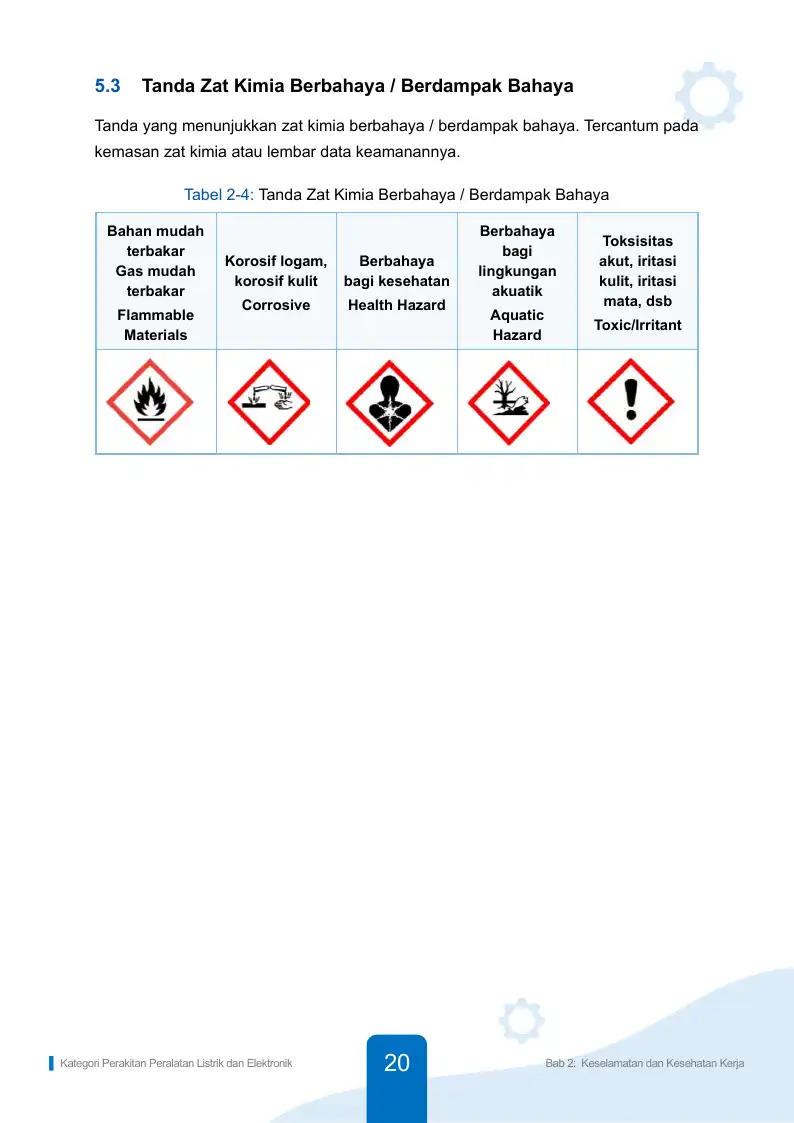 5.3 Tanda Zat Kimia Berbahaya / Berdampak Bahaya
Tanda yang menunjukkan zat kimia berbahaya / berdampak bahaya. Tercantum pada
kemasan zat kimia atau lembar data keamanannya.
Tabel 2-4: Tanda Zat Kimia Berbahaya / Berdampak Bahaya
Bahan mudah
terbakar
Gas mudah
terbakar
Flammable
Materials
Korosif logam,
korosif kulit
Corrosive
Berbahaya
bagi kesehatan
Health Hazard
Berbahaya
bagi
lingkungan
akuatik
Aquatic
Hazard
Toksisitas
akut, iritasi
kulit, iritasi
mata, dsb
Toxic/Irritant
Kategori Perakitan Peralatan Listrik dan Elektronik
20
Bab 2: Keselamatan dan Kesehatan Kerja